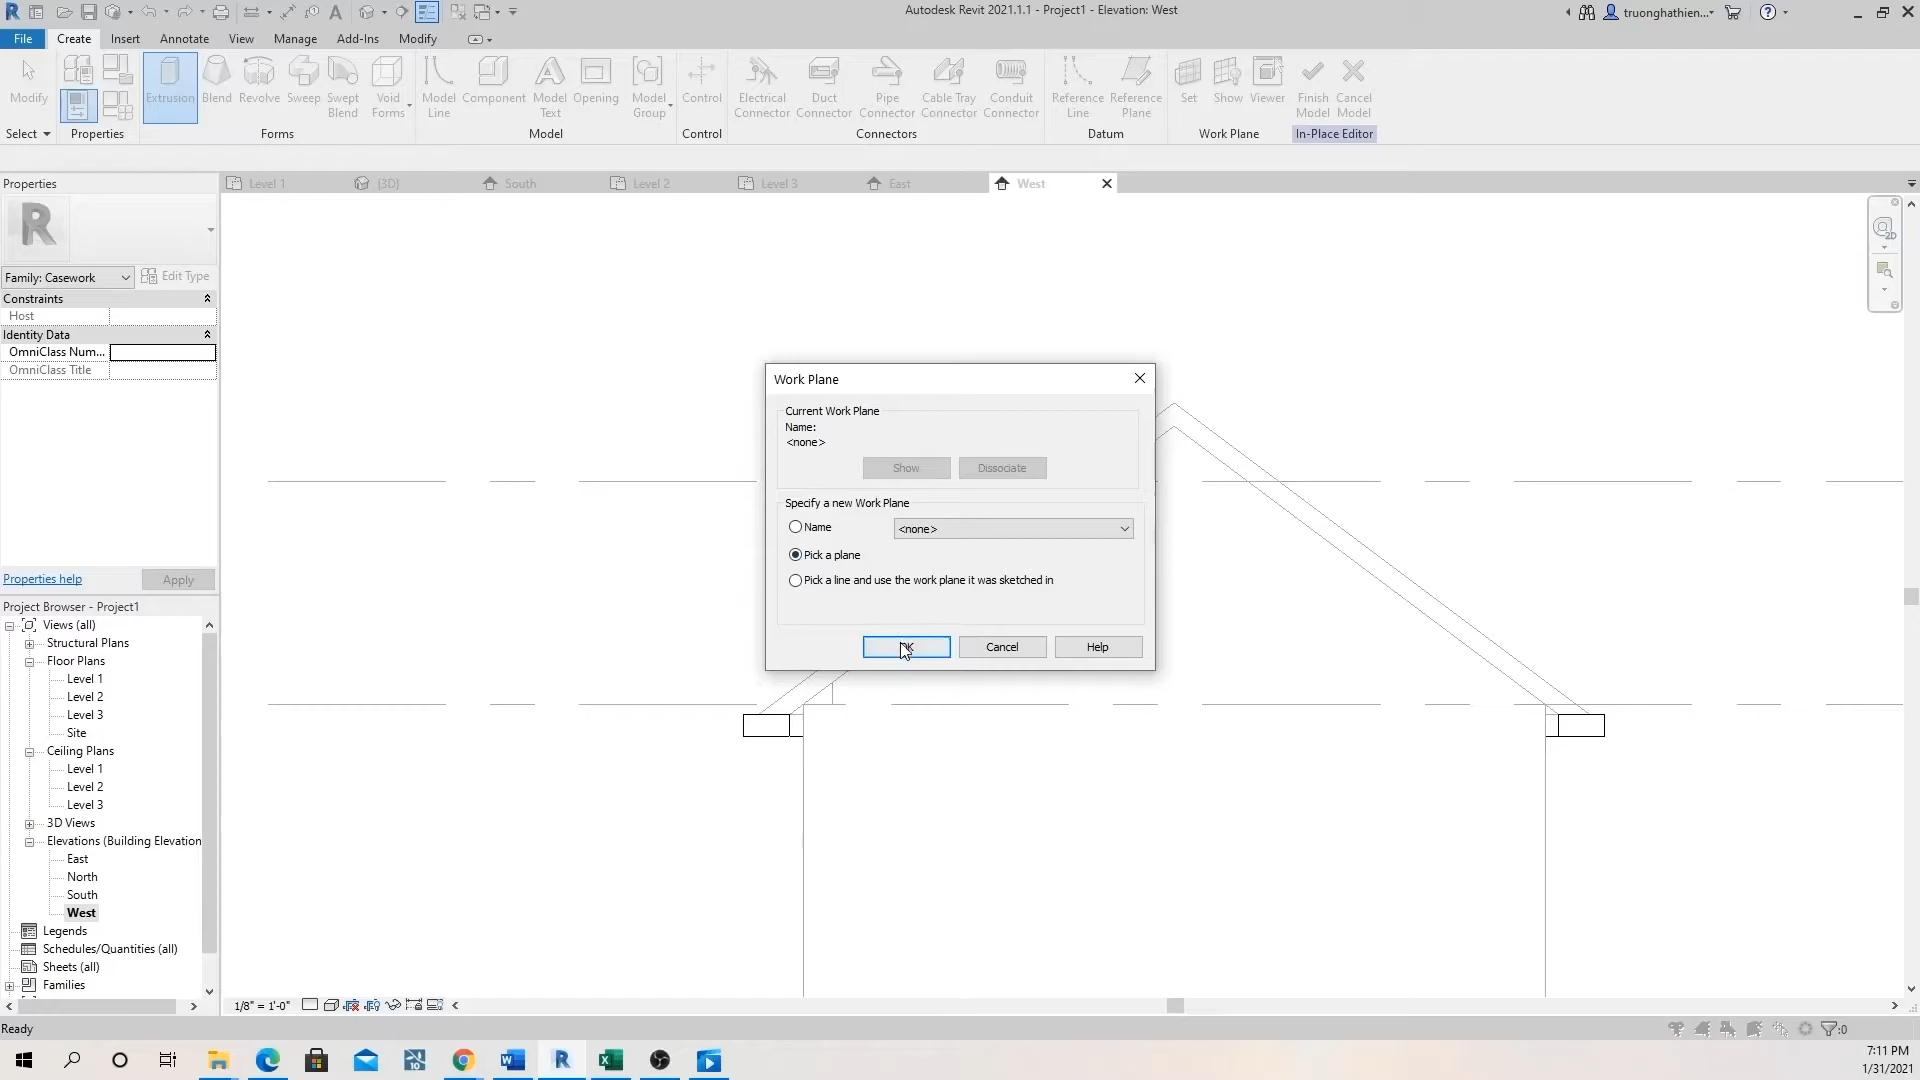 Autodesk Revit 2021.1.1 - Project1 - Elevation: West
truonghathien...
File
Create
Insert
Annotate
View
Manage
Add-Ins
Modify
Modify
Extrusion
Blend
Revolve
Sweep
Swept Blend
Void Forms
Model Line
Component
Model Text
Opening
Model Group
Control
Electrical Connector
Duct Connector
Pipe Connector
Cable Tray Connector
Conduit Connector
Reference Line
Reference Plane
Set
Show
Viewer
Finish Model
Cancel Model
Select
Properties
Forms
Model
Control
Connectors
Datum
Work Plane
In-Place Editor
Properties
Level 1
{3D}
South
Level 2
Level 3
East
West
R
Family: Casework
Edit Type
Constraints
Host
Identity Data
OmniClass Num...
OmniClass Title
Properties help
Apply
Project Browser - Project1
Views (all)
Structural Plans
Floor Plans
Level 1
Level 2
Level 3
Site
Ceiling Plans
Level 1
Level 2
Level 3
3D Views
Elevations (Building Elevation
East
North
South
West
Legends
Schedules/Quantities (all)
Sheets (all)
Families
Work Plane
Current Work Plane
Name:
<none>
Show
Dissociate
Specify a new Work Plane
Name
<none>
Pick a plane
Pick a line and use the work plane it was sketched in
Cancel
Help
2D
1/8" = 1'-0"
Ready
:0
10
7:11 PM
1/31/2021